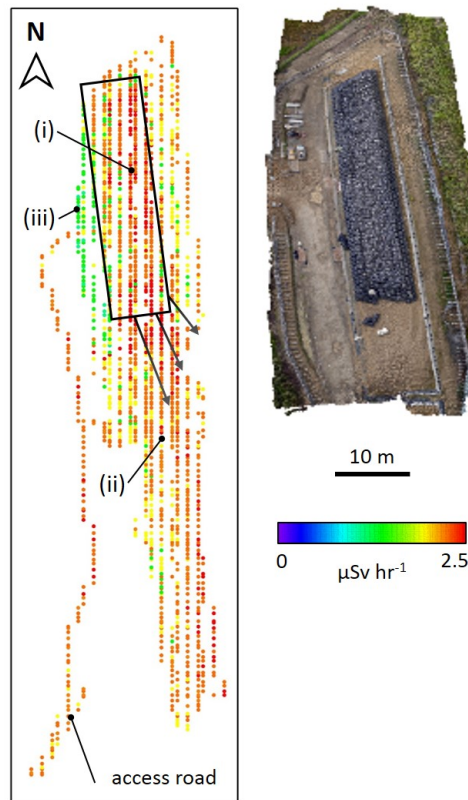 N
(i)
(iii)
(ii)
access road
10 m
0 2.5
µSv hr-1